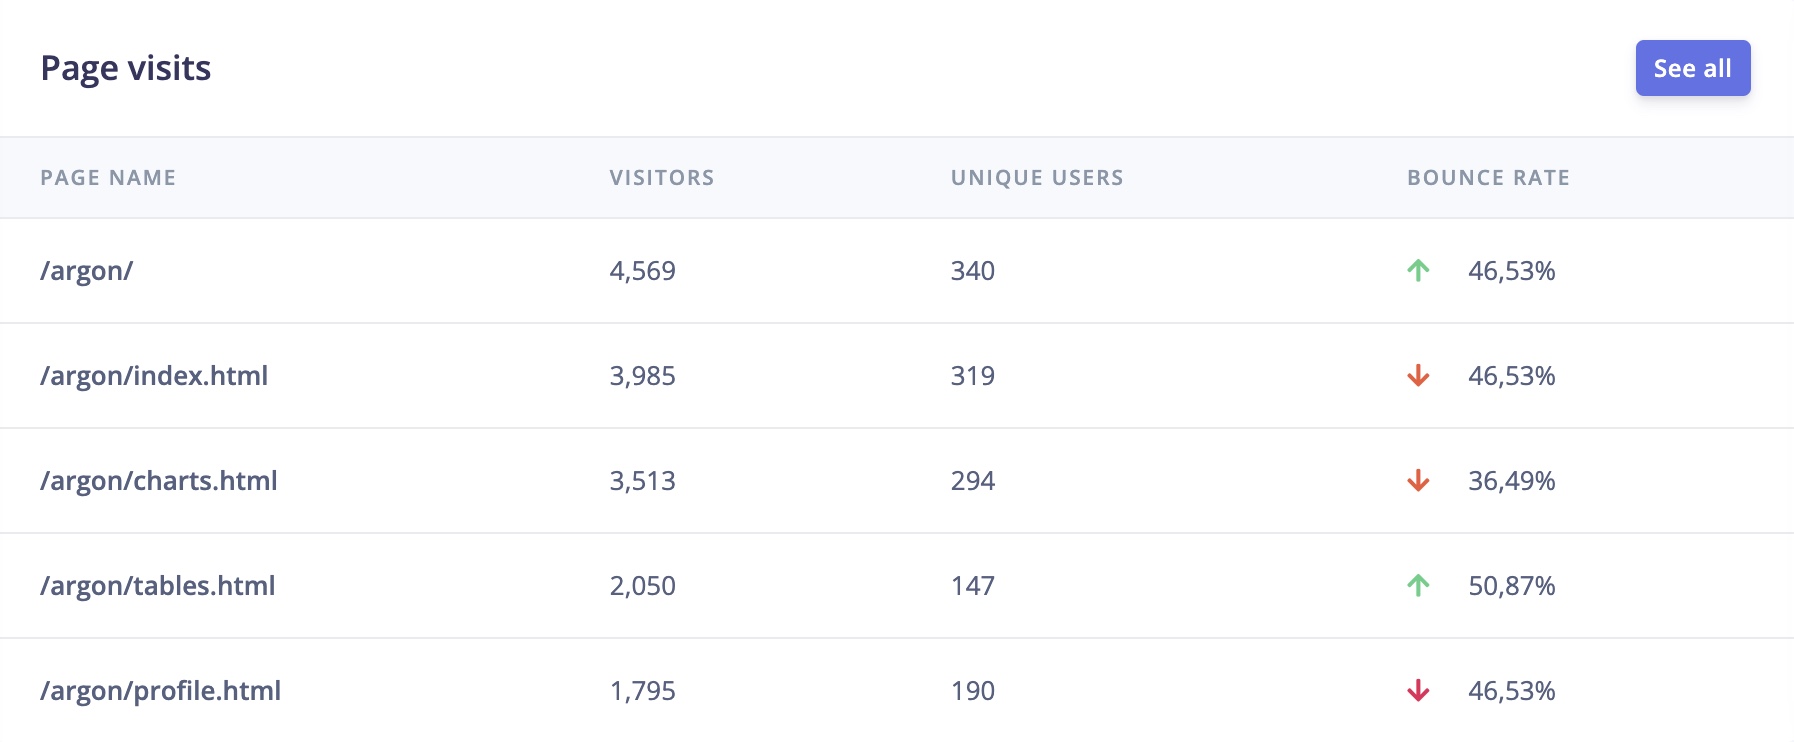 Page visits
See all
PAGE NAME VISITORS UNIQUE USERS BOUNCE RATE
/argon/ 4,569 340 46,53%
/argon/index.html 3,985 319 46,53%
/argon/charts.html 3,513 294 36,49%
/argon/tables.html 2,050 147 50,87%
/argon/profile.html 1,795 190 46,53%